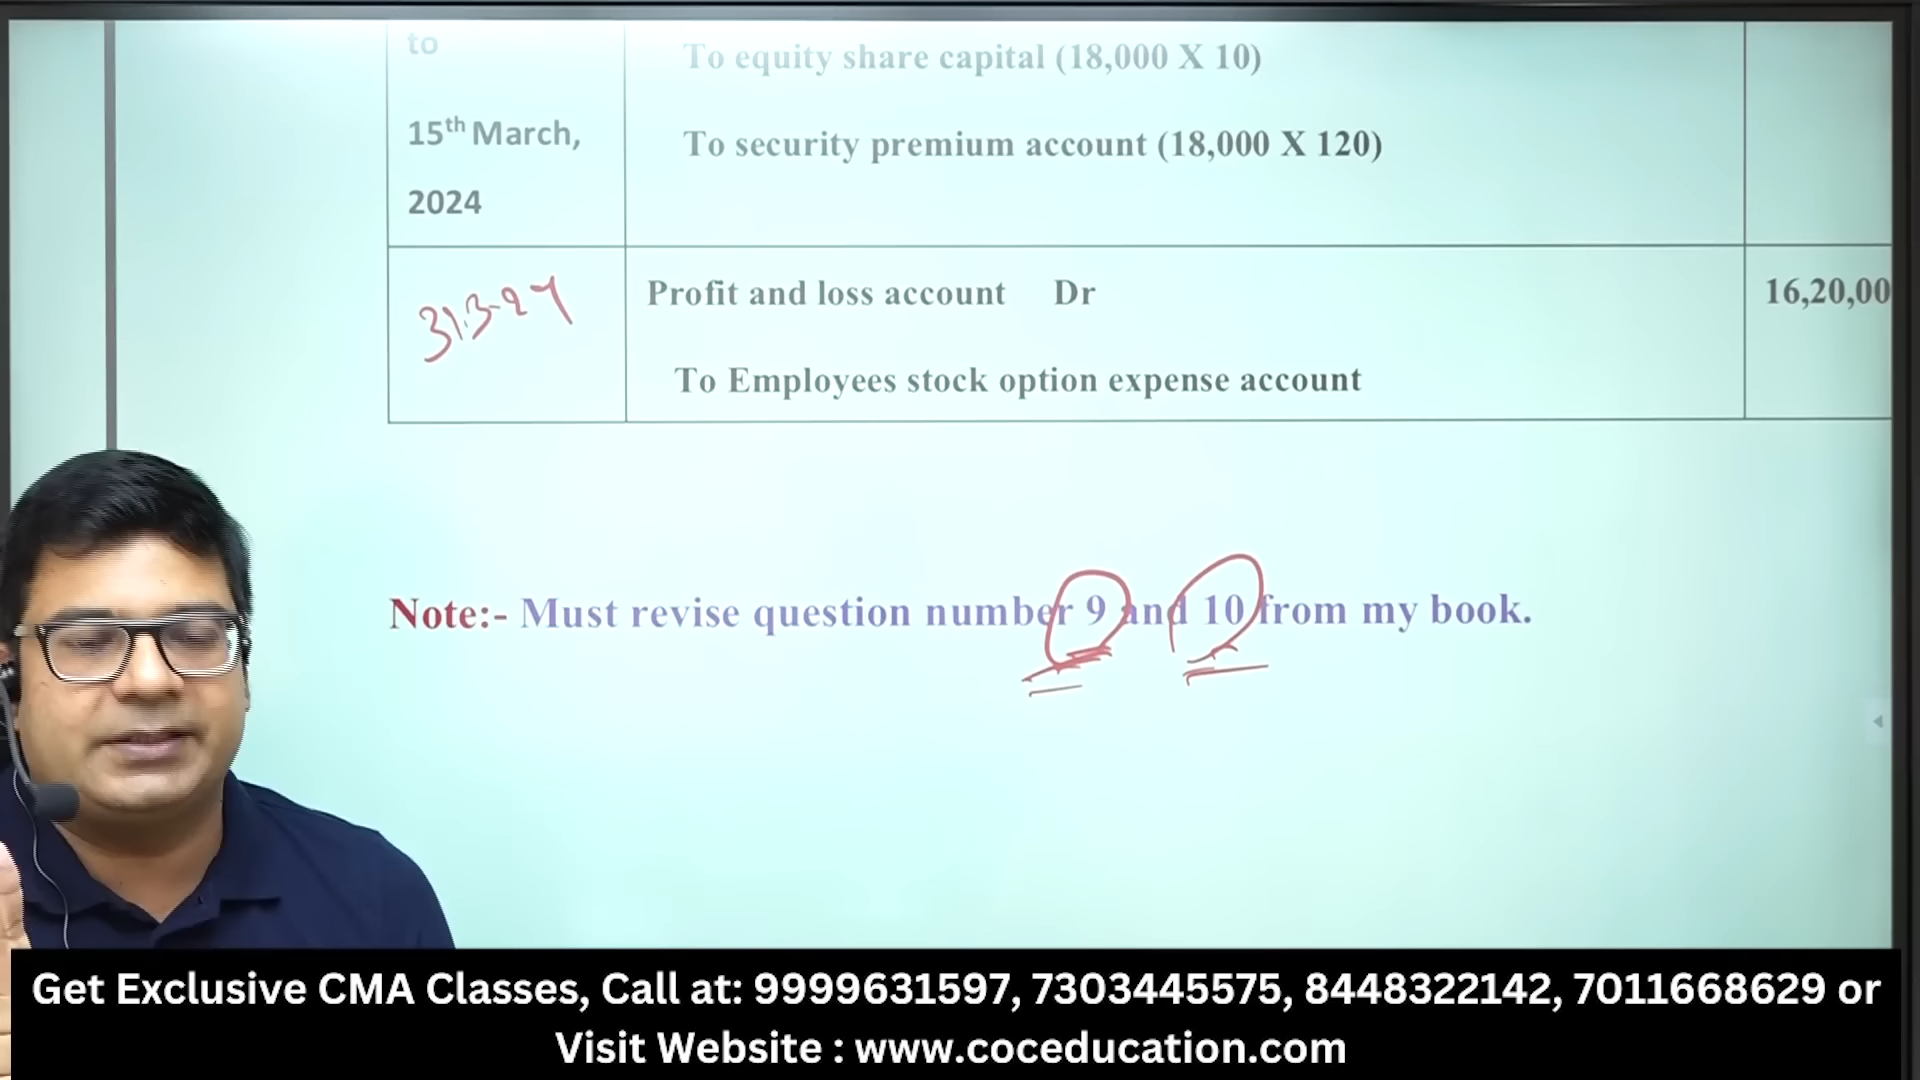 to
To equity share capital (18,000 X 10)
15th March,
To security premium account (18,000 X 120)
2024
31.3-24
Profit and loss account Dr
16,20,00
To Employees stock option expense account
Note:- Must revise question number 9 and 10 from my book.
Get Exclusive CMA Classes, Call at: 9999631597, 7303445575, 8448322142, 7011668629 or
Visit Website : www.coceducation.com